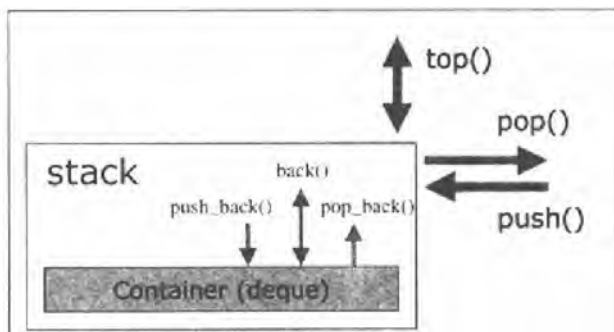 top()
pop()
stack
back()
push_back() pop_back()
push()
Container (deque)